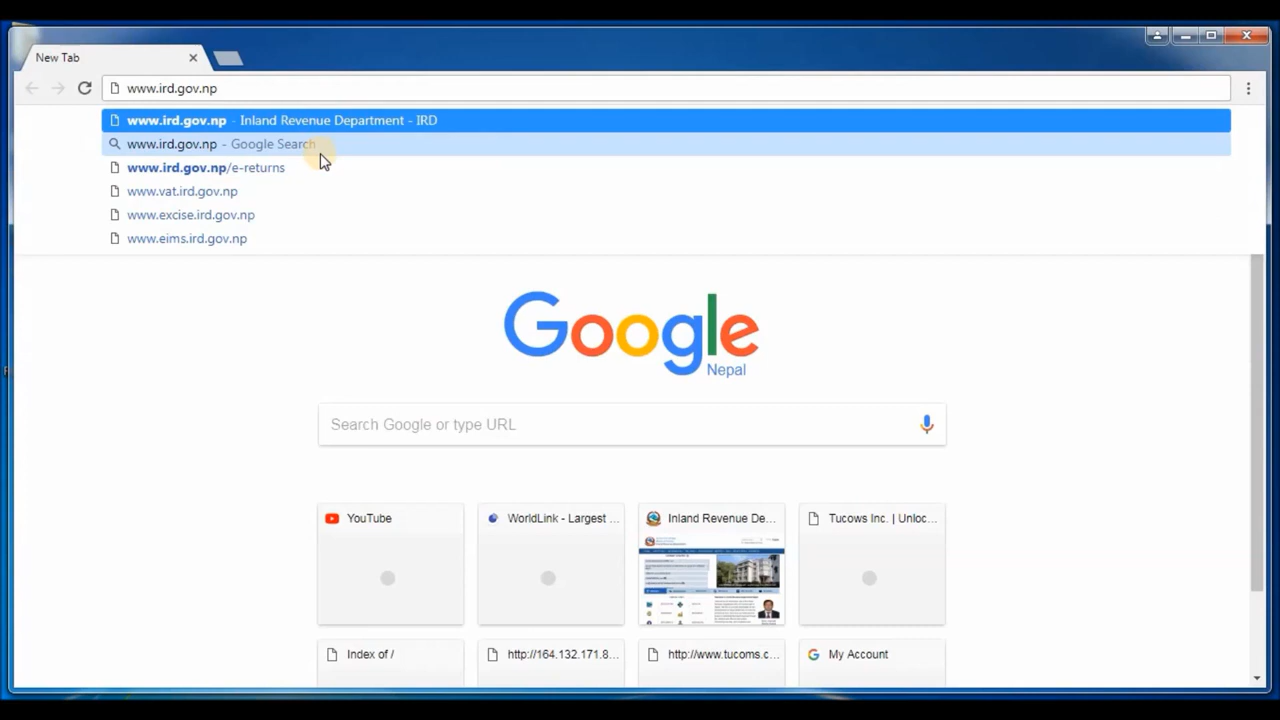 New Tab
www.ird.gov.np
www.ird.gov.np - Inland Revenue Department - IRD
www.ird.gov.np - Google Search
www.ird.gov.np/e-returns
www.vat.ird.gov.np
www.excise.ird.gov.np
www.eims.ird.gov.np
Google
Nepal
Search Google or type URL
YouTube
WorldLink - Largest ...
Inland Revenue De...
Tucows Inc. | Unloc...
Index of /
http://164.132.171.8...
http://www.tucoms.c...
My Account